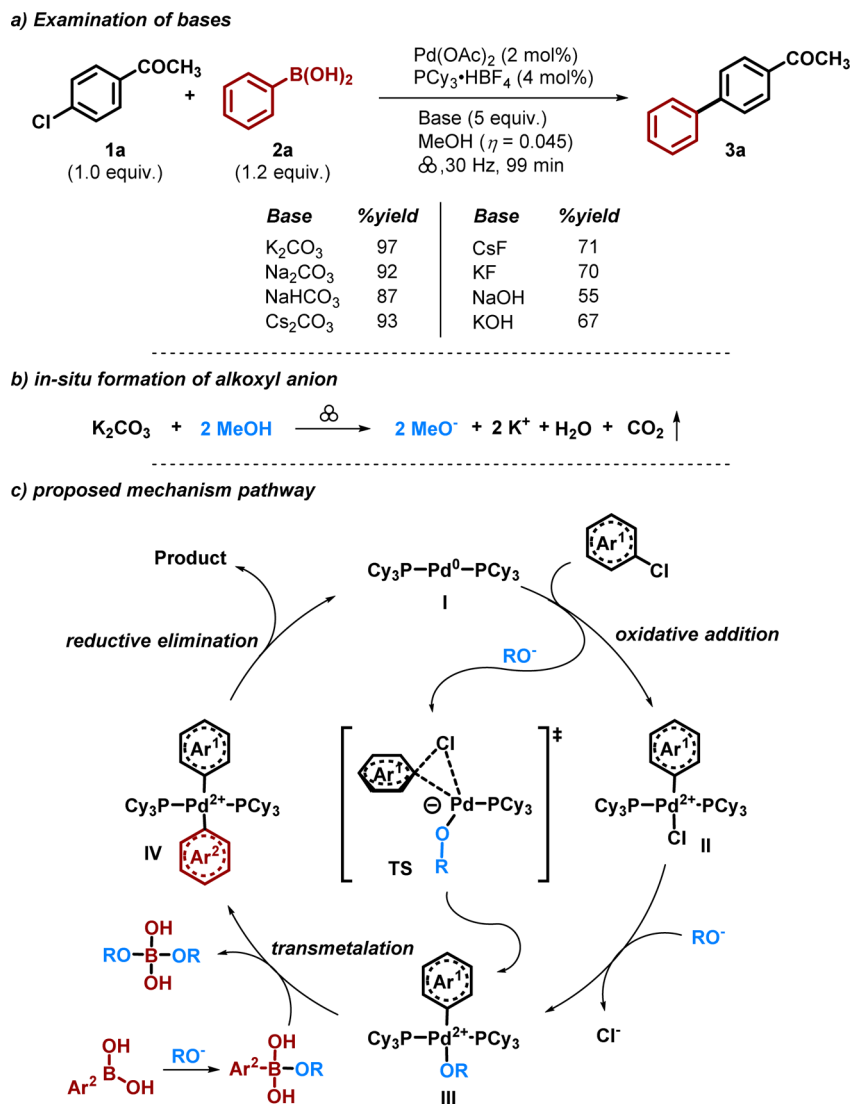 a) Examination of bases
COCH₃
Cl
1a
(1.0 equiv.)
+
B(OH)₂
2a
(1.2 equiv.)
Pd(OAc)₂ (2 mol%)
PCy₃•HBF₄ (4 mol%)
Base (5 equiv.)
MeOH (η = 0.045)
,30 Hz, 99 min
COCH₃
3a
Base %yield Base %yield
K₂CO₃ 97 CsF 71
Na₂CO₃ 92 KF 70
NaHCO₃ 87 NaOH 55
Cs₂CO₃ 93 KOH 67
b) in-situ formation of alkoxyl anion
K₂CO₃ + 2 MeOH 2 MeO⁻ + 2 K⁺ + H₂O + CO₂
c) proposed mechanism pathway
Product
Cy₃P–Pd⁰–PCy₃
I
Ar¹
Cl
reductive elimination
oxidative addition
RO⁻
Ar¹
Cy₃P–Pd²⁺-PCy₃
Ar²
IV
Cl
Ar¹
⊖ Pd–PCy₃
O
R
TS
‡
Ar¹
Cy₃P–Pd²⁺-PCy₃
Cl
II
RO⁻
Cl⁻
transmetalation
OH
RO–B–OR
OH
Ar¹
Cy₃P–Pd²⁺-PCy₃
OR
III
OH
Ar² B OH
RO⁻
OH
Ar²–B–OR
OH